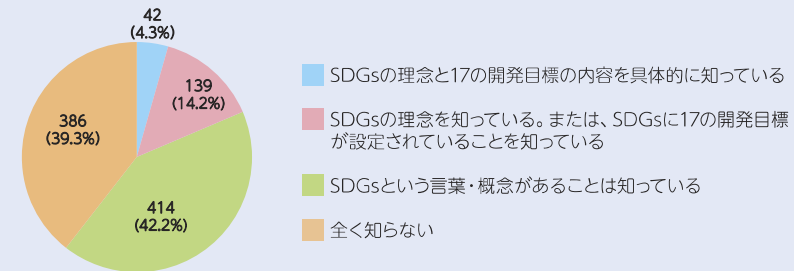 42
(4.3%)
139
(14.2%)
414
(42.2%)
386
(39.3%)
SDGsの理念と17の開発目標の内容を具体的に知っている
SDGsの理念を知っている。または、SDGsに17の開発目標
が設定されていることを知っている
SDGsという言葉・概念があることは知っている
全く知らない